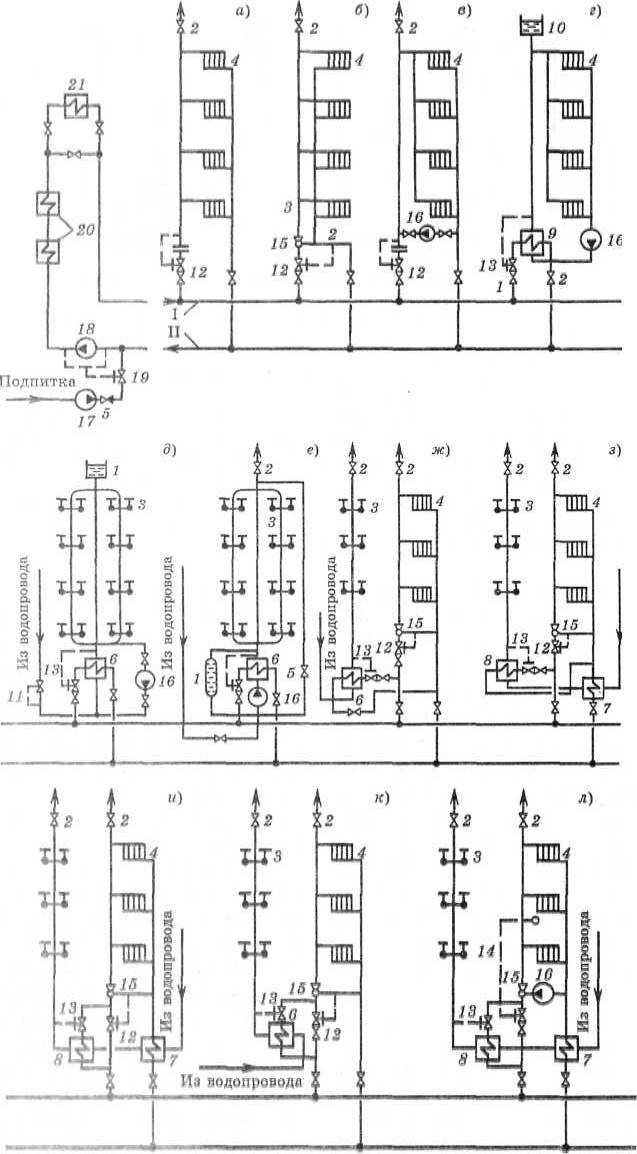 а) б) в) г)
2 2 2 10
21 4 4 4 4
3 16 16
20 15 2 9
12 12 12 13
1 2
I
18 II
19
Подпитка
17 5
д) е) ж) з)
1 2 2 2 2 2
3 3 3 4 3 4
Из водопровода Из водопровода Из водопровода
15 15
13 6 13 6 5 13 12 13 12
11 16 1 16 6 8 7
и) к) л)
2 2 2 2 2 2
4 3 3 4
Из водопровода Из водопровода
14
15 15 15 16
13 12 13 6 12 13
8 7 8 7
Из водопровода